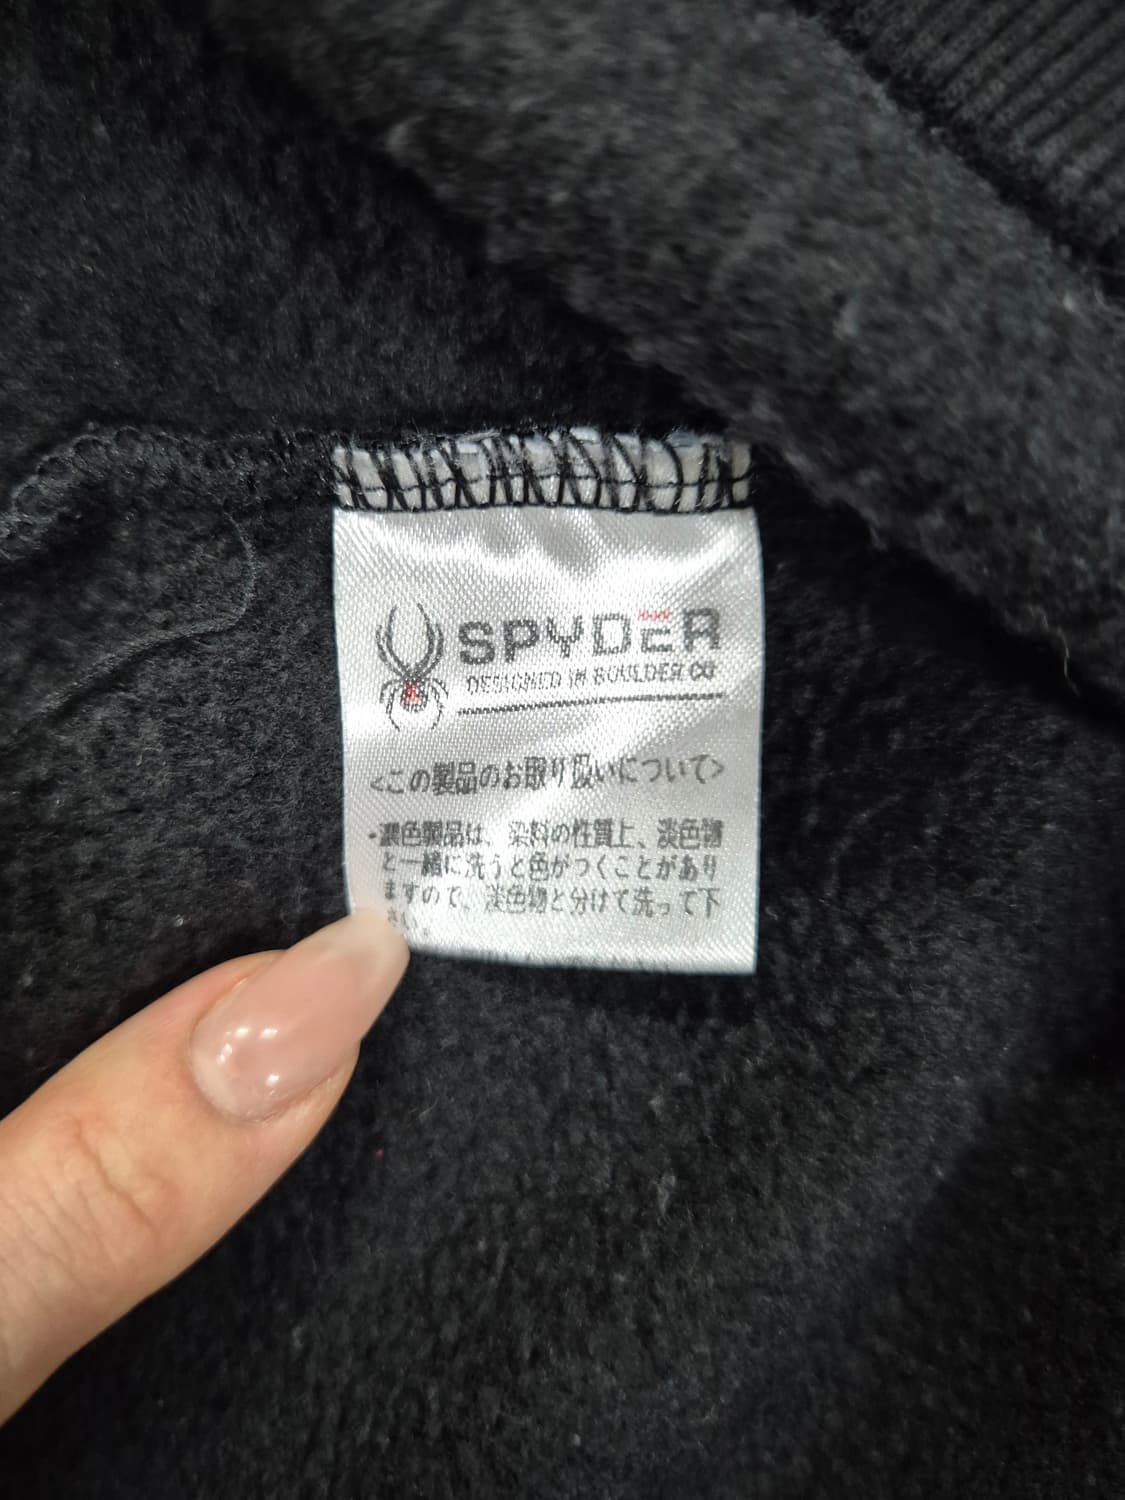 SPYDER
DESIGNED IN BOULDER CO
<この製品のお取り扱いについて>
・濃色製品は、染料の性質上、淡色物
と一緒に洗うと色がつくことがあり
ますので、淡色物と分けて洗って下
さい。